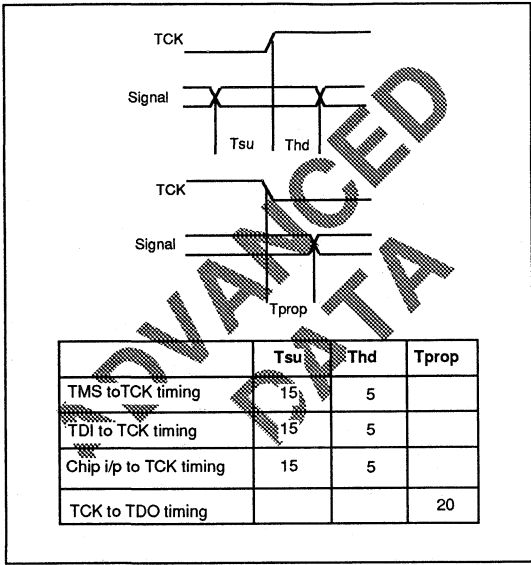 TCK
Signal
Tsu Thd
TCK
Signal
Tprop
Tsu Thd Tprop
TMS toTCK timing 15 5
TDI to TCK timing 15 5
Chip i/p to TCK timing 15 5
TCK to TDO timing 20
ADVANCED
DATA